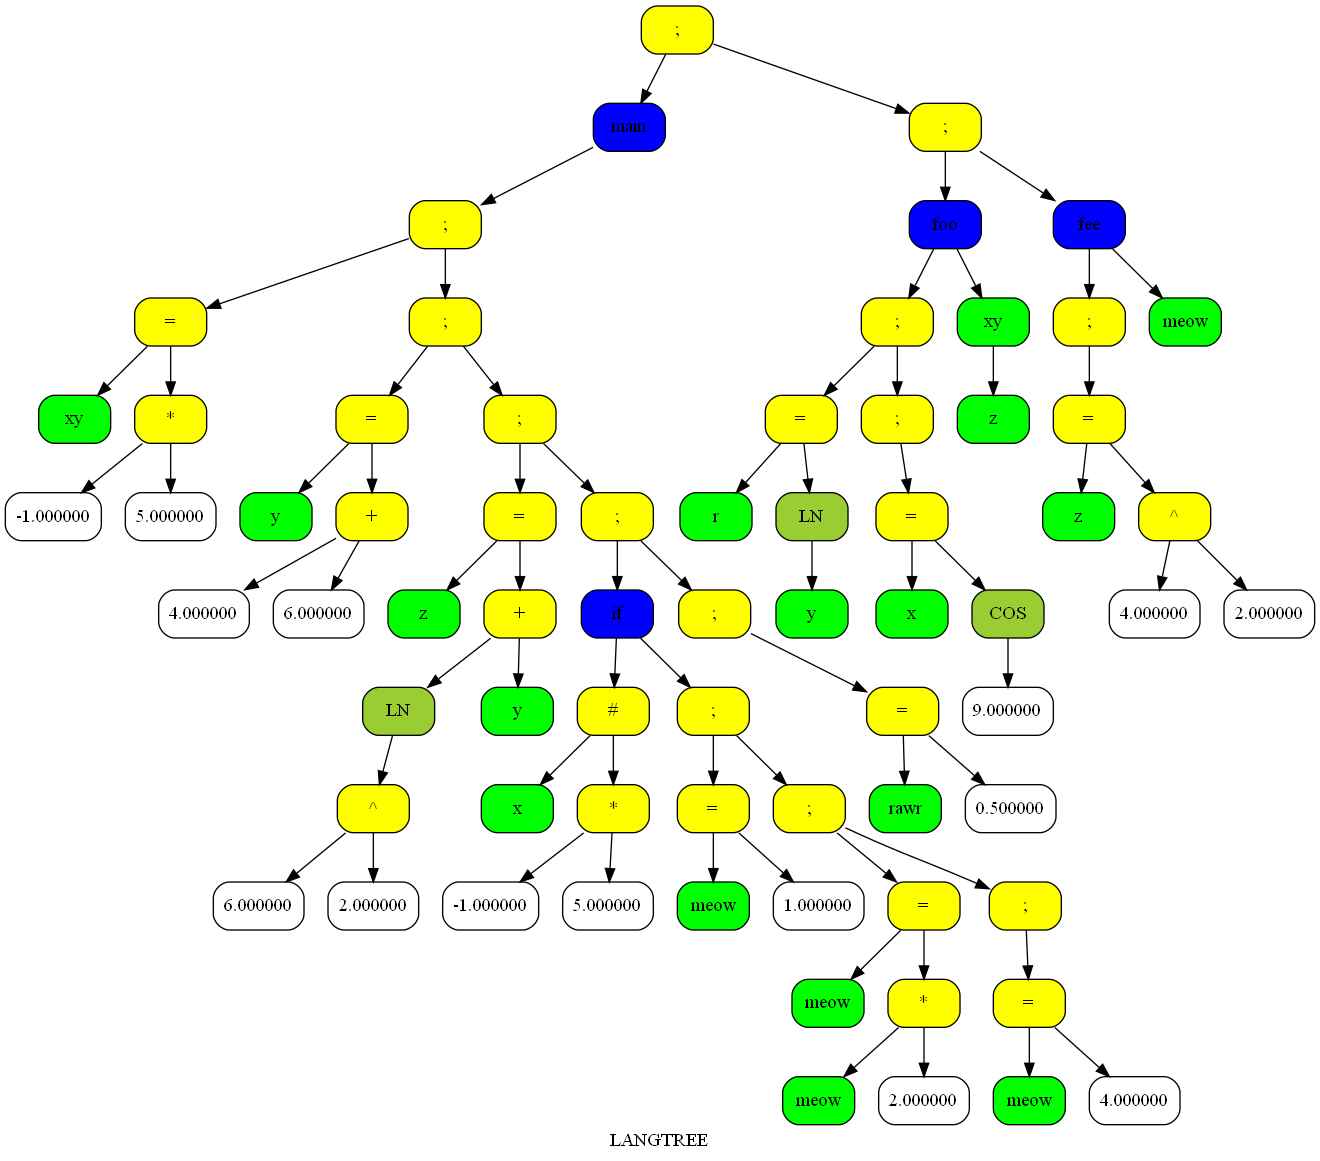 ;
main ;
; foo fee
= ; ; xy meow
xy * = ; = ; z =
-1.000000 5.000000 y + = ; r LN = z ^
4.000000 6.000000 z + if ; y x COS 4.000000 2.000000
LN y # ; = 9.000000
^ x * = ; rawr 0.500000
6.000000 2.000000 -1.000000 5.000000 meow 1.000000 = ;
meow * =
meow 2.000000 meow 4.000000
LANGTREE